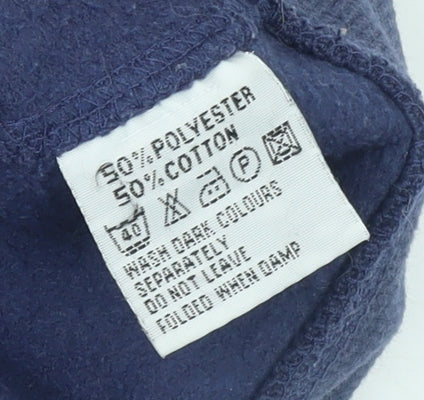 50% POLYESTER
50% COTTON
40 P
WASH DARK COLOURS
SEPARATELY
DO NOT LEAVE
FOLDED WHEN DAMP